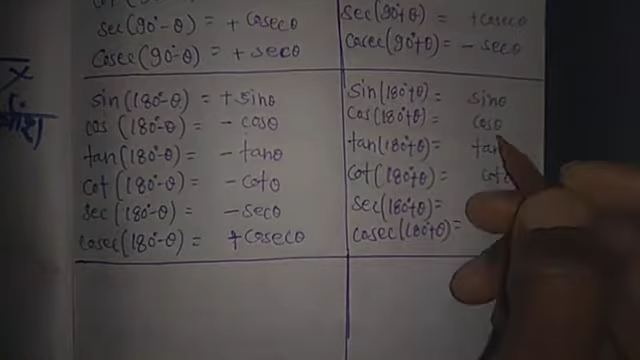 sec(90°-θ) = + cosecθ
cosec(90°-θ) = + secθ
sec(90°+θ) = + cosecθ
cosec(90°+θ) = - secθ
sin(180°-θ) = + sinθ
cos(180°-θ) = - cosθ
tan(180°-θ) = - tanθ
cot(180°-θ) = - cotθ
sec(180°-θ) = - secθ
cosec(180°-θ) = + cosecθ
sin(180°+θ) = sinθ
cos(180°+θ) = cosθ
tan(180°+θ) = tan
cot(180°+θ) = cotθ
sec(180°+θ) =
cosec(180°+θ) =